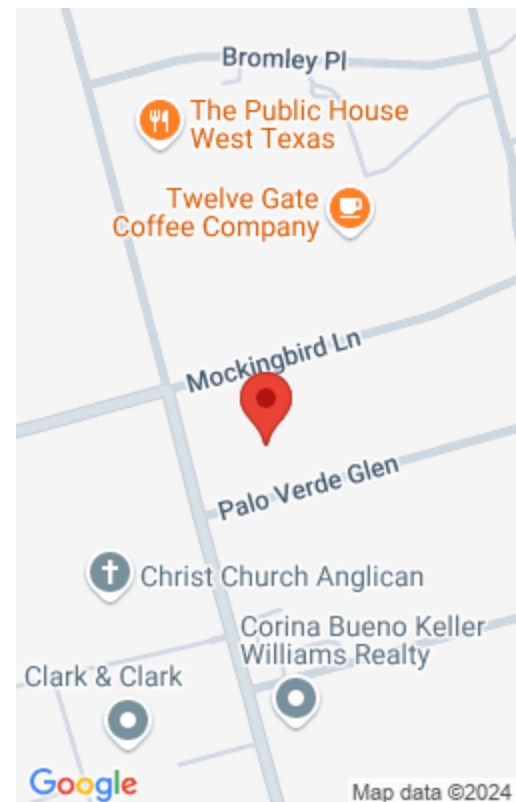 Bromley Pl
The Public House
West Texas
Twelve Gate
Coffee Company
Mockingbird Ln
Palo Verde Glen
Christ Church Anglican
Corina Bueno Keller
Williams Realty
Clark & Clark
Google
Map data ©2024